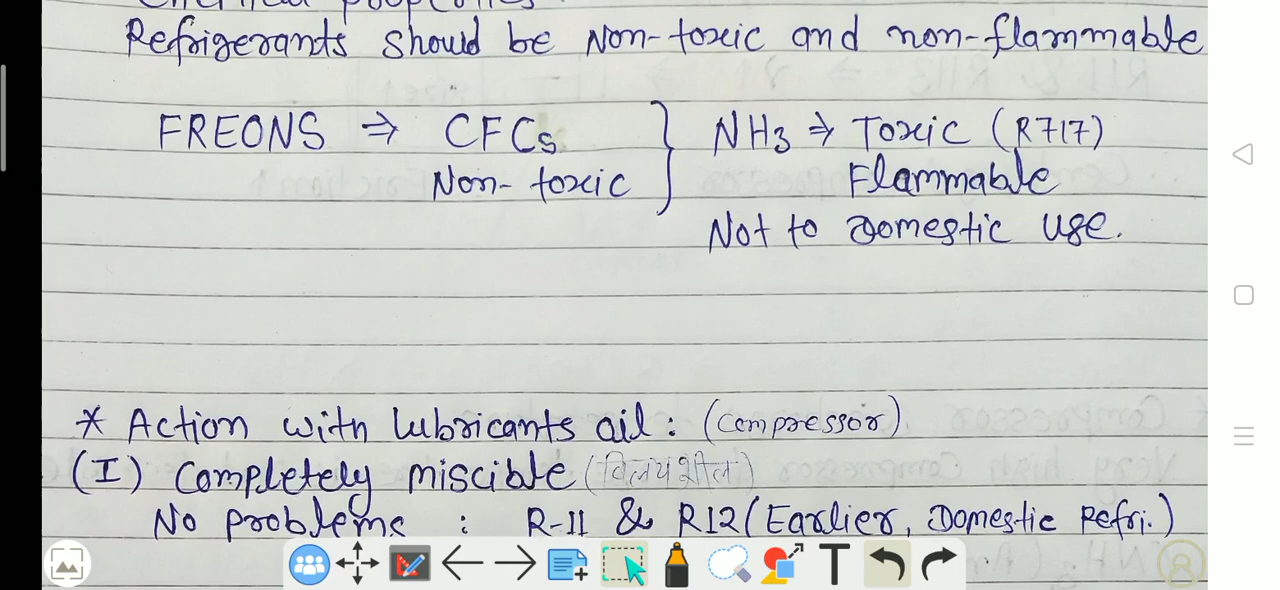 Refrigerants should be Non-toxic and non-flammable
FREONS ⇒ CFCs } NH3 ⇒ Toxic (R717)
Non-toxic Flammable
Not to Domestic use.
* Action with lubricants oil : (Compressor)
(I) Completely miscible (विलयशील)
No problems : R-11 & R12 (Earlier, Domestic Refri.)
T